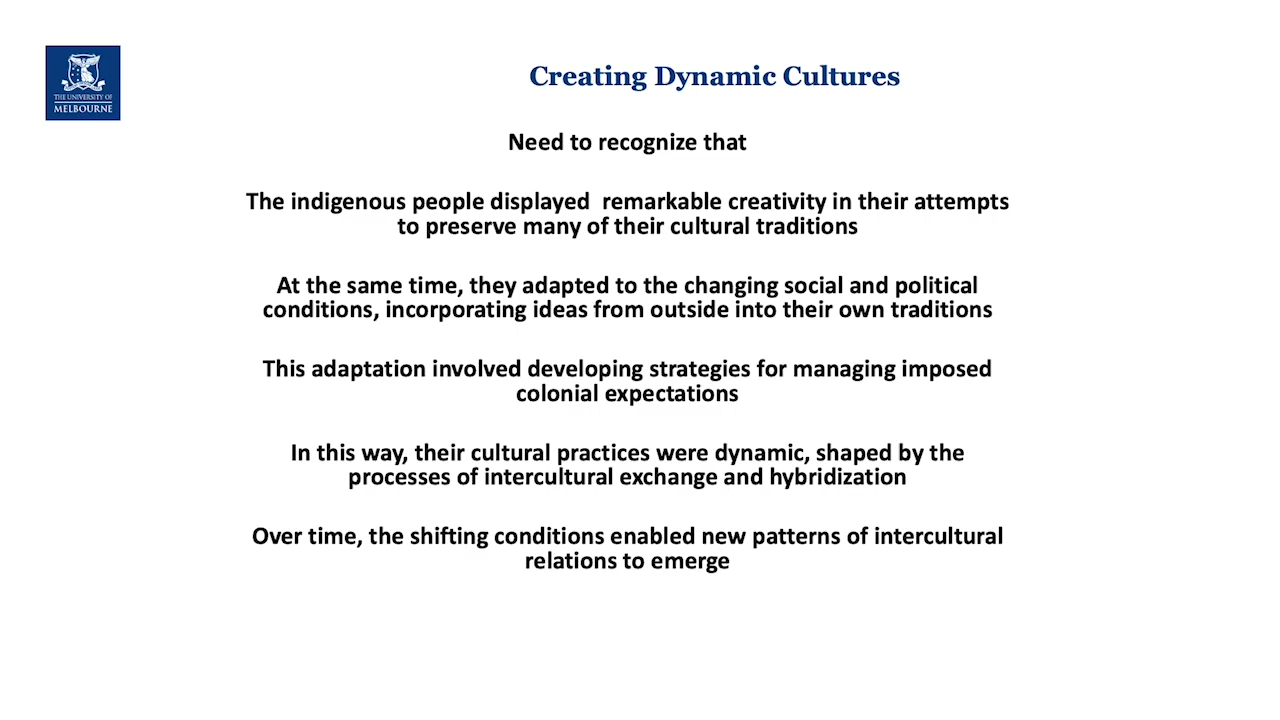 THE UNIVERSITY OF
MELBOURNE
Creating Dynamic Cultures
Need to recognize that
The indigenous people displayed  remarkable creativity in their attempts
to preserve many of their cultural traditions
At the same time, they adapted to the changing social and political
conditions, incorporating ideas from outside into their own traditions
This adaptation involved developing strategies for managing imposed
colonial expectations
In this way, their cultural practices were dynamic, shaped by the
processes of intercultural exchange and hybridization
Over time, the shifting conditions enabled new patterns of intercultural
relations to emerge